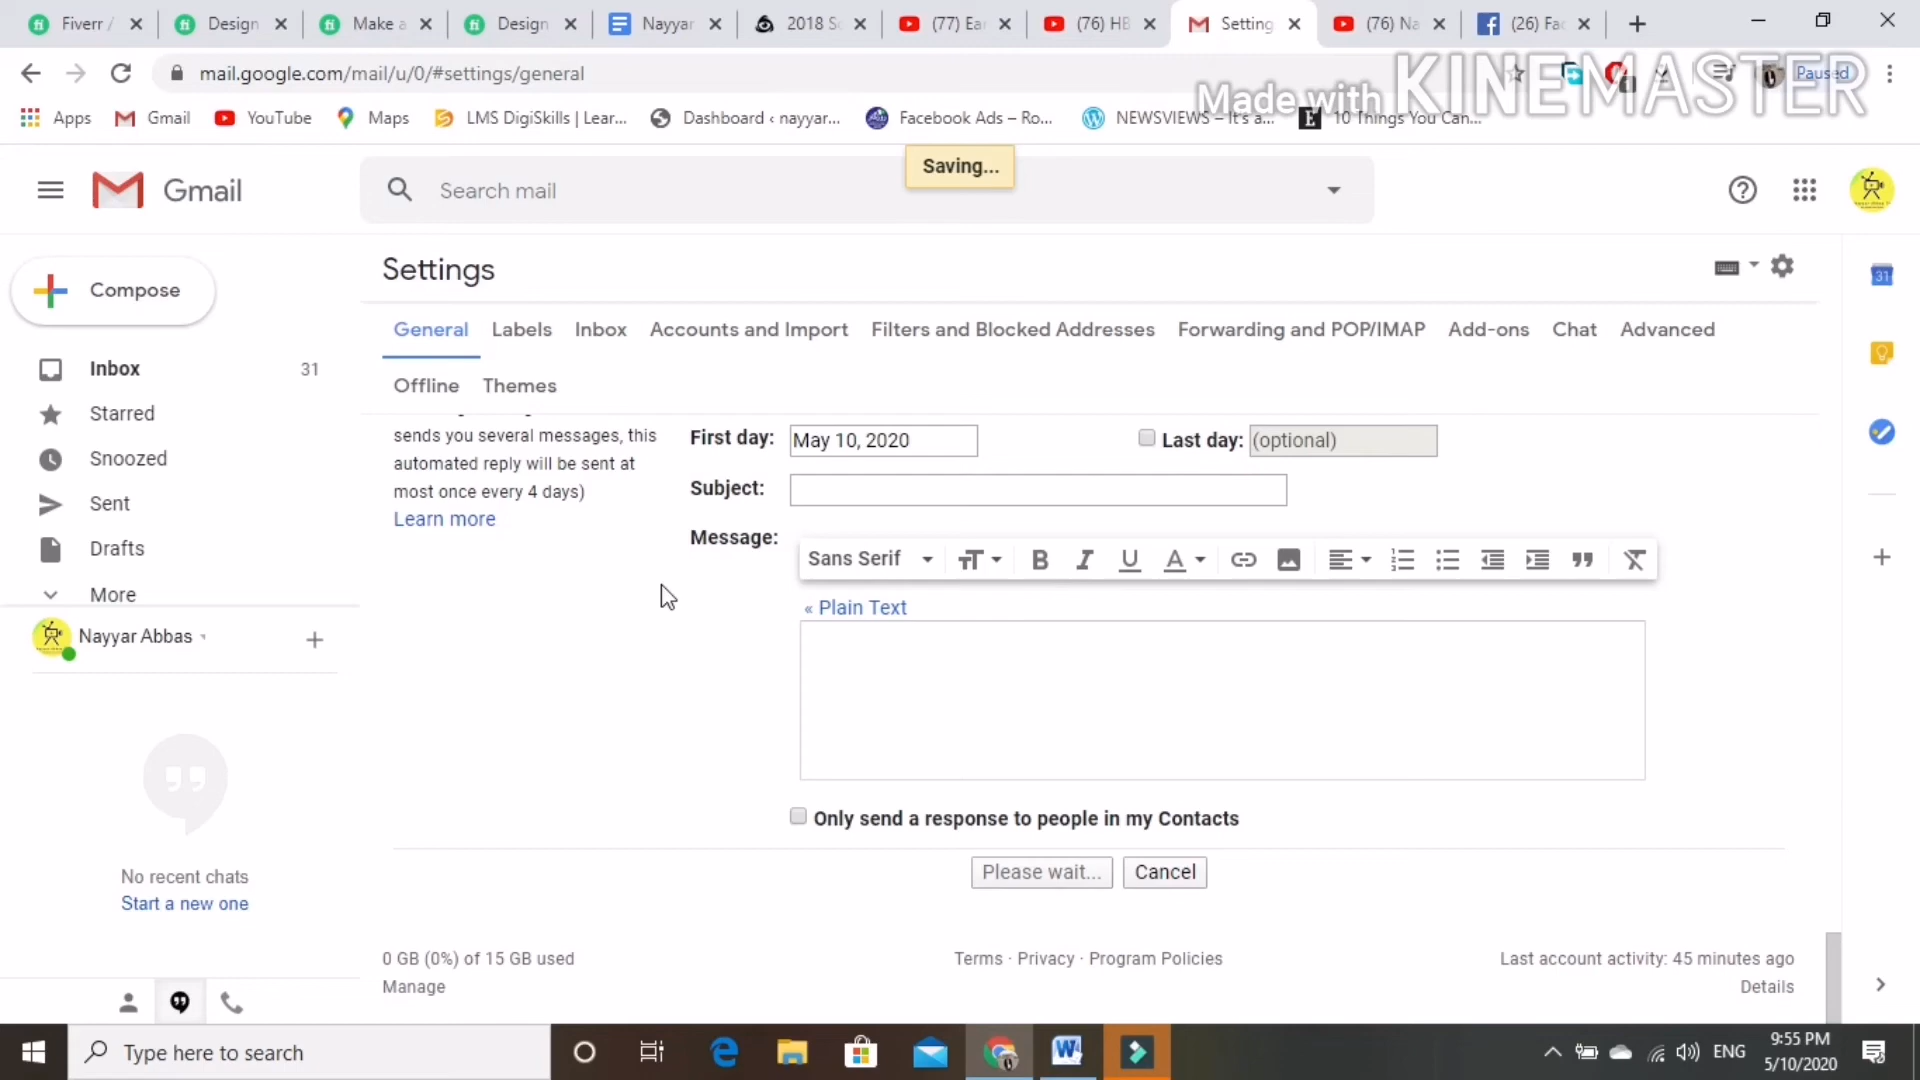 Fiverr /
Design
Make a
Design
Nayyar
2018 Sc
(77) Ear
(76) HB
Setting
(76) Na
(26) Fac
mail.google.com/mail/u/0/#settings/general
Paused
Made with KINEMASTER
Apps
Gmail
YouTube
Maps
LMS DigiSkills | Lear...
Dashboard ‹ nayyar...
Facebook Ads – Ro...
NEWSVIEWS – It's a...
10 Things You Can...
Saving...
Gmail
Search mail
Compose
Settings
General
Labels
Inbox
Accounts and Import
Filters and Blocked Addresses
Forwarding and POP/IMAP
Add-ons
Chat
Advanced
Offline
Themes
31
Inbox 31
Starred
Snoozed
Sent
Drafts
More
Nayyar Abbas
sends you several messages, this
automated reply will be sent at
most once every 4 days)
Learn more
First day: May 10, 2020
Last day: (optional)
Subject:
Message:
Sans Serif
« Plain Text
Only send a response to people in my Contacts
Please wait...
Cancel
No recent chats
Start a new one
0 GB (0%) of 15 GB used
Manage
Terms · Privacy · Program Policies
Last account activity: 45 minutes ago
Details
Type here to search
ENG
9:55 PM
5/10/2020